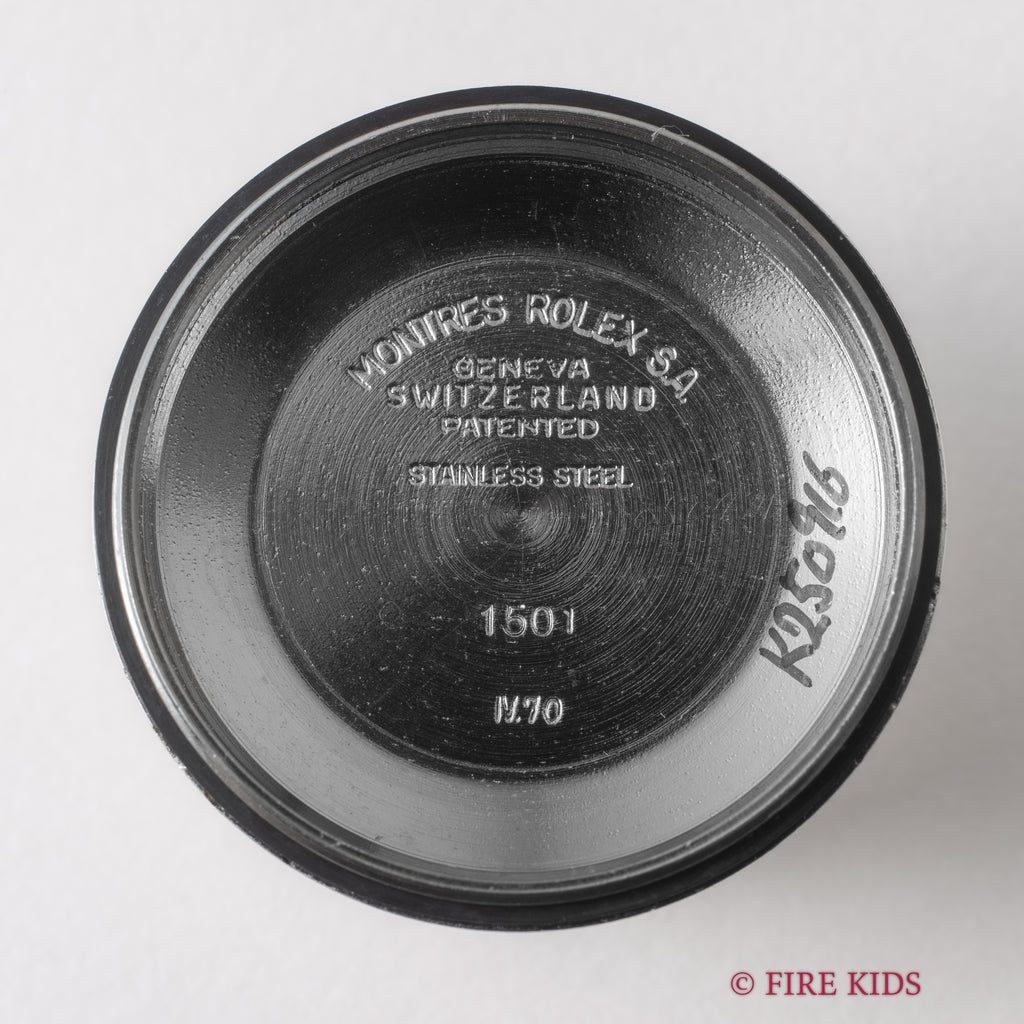 MONTRES ROLEX S.A.
GENEVA
SWITZERLAND
PATENTED
STAINLESS STEEL
1501
IV.70
K250916
© FIRE KIDS